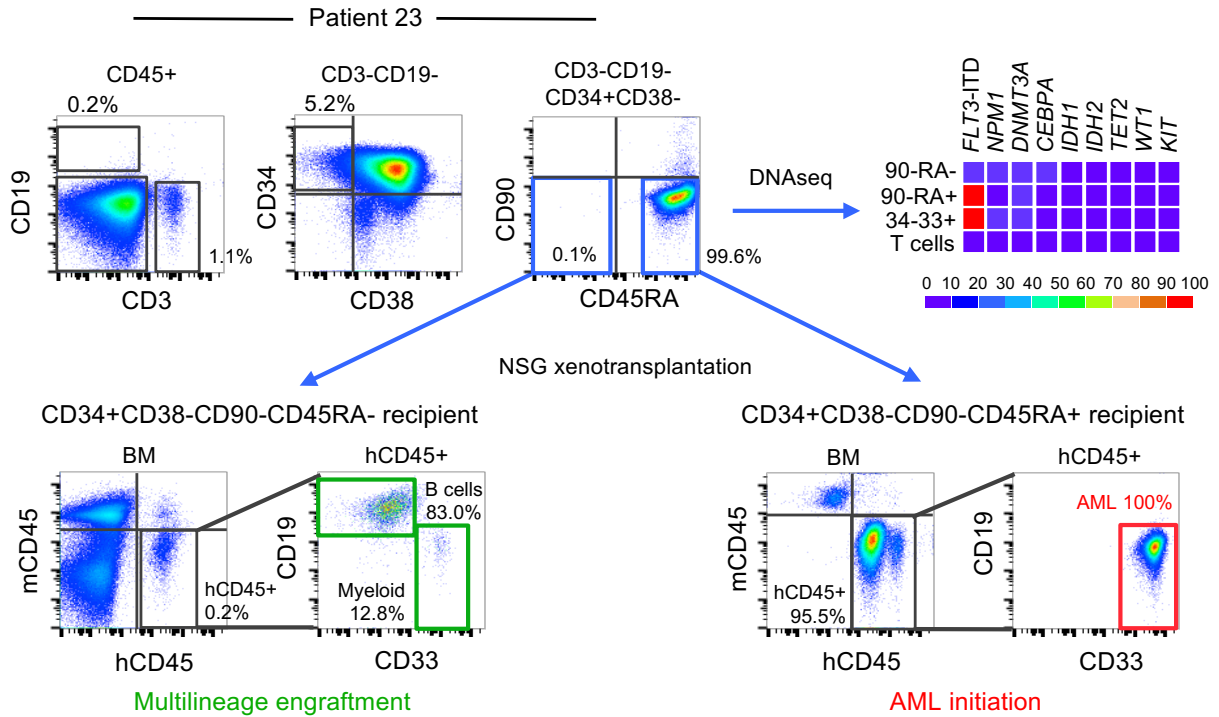 Patient 23
CD45+
0.2%
CD19
1.1%
CD3
CD3-CD19-
5.2%
CD34
CD38
CD3-CD19-
CD34+CD38-
CD90
0.1%
99.6%
CD45RA
DNAseq
FLT3-ITD
NPM1
DNMT3A
CEBPA
IDH1
IDH2
TET2
WT1
KIT
90-RA-
90-RA+
34-33+
T cells
0 10 20 30 40 50 60 70 80 90 100
NSG xenotransplantation
CD34+CD38-CD90-CD45RA- recipient
BM
mCD45
hCD45+
0.2%
hCD45
hCD45+
CD19
B cells
83.0%
Myeloid
12.8%
CD33
Multilineage engraftment
CD34+CD38-CD90-CD45RA+ recipient
BM
mCD45
hCD45+
95.5%
hCD45
hCD45+
CD19
AML 100%
CD33
AML initiation